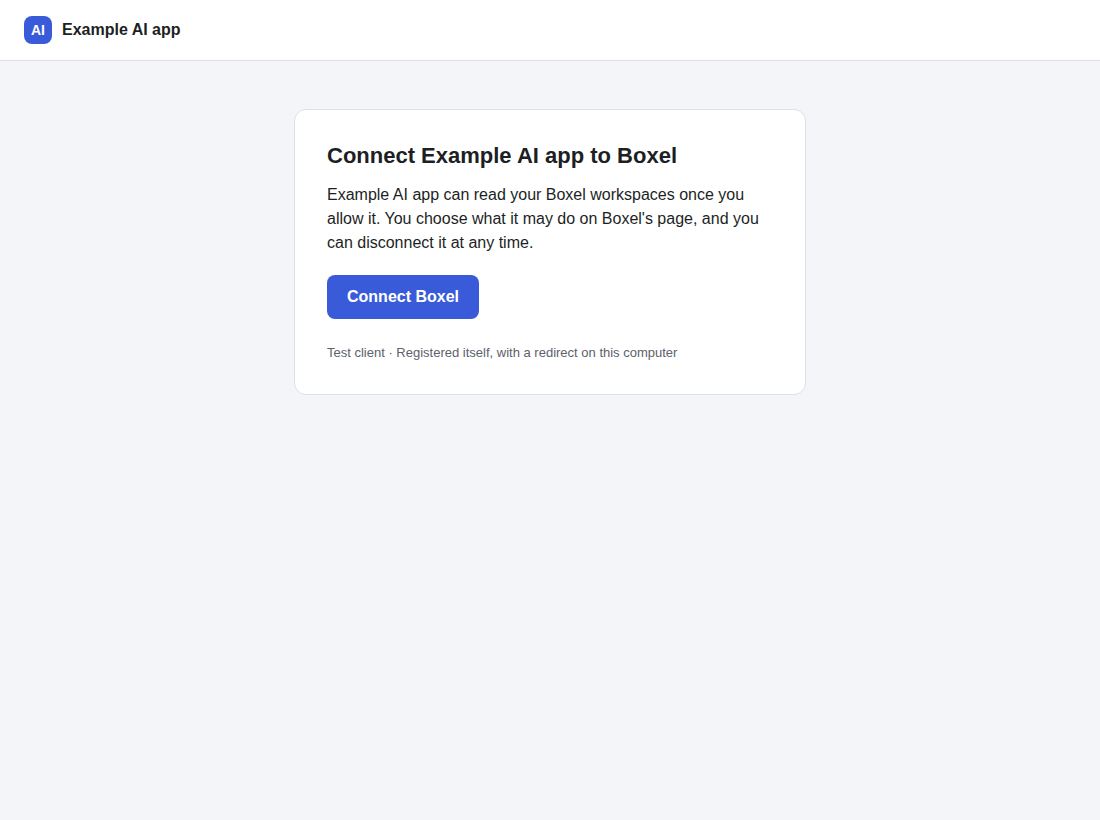 AI Example AI app
Connect Example AI app to Boxel
Example AI app can read your Boxel workspaces once you
allow it. You choose what it may do on Boxel's page, and you
can disconnect it at any time.
Connect Boxel
Test client · Registered itself, with a redirect on this computer